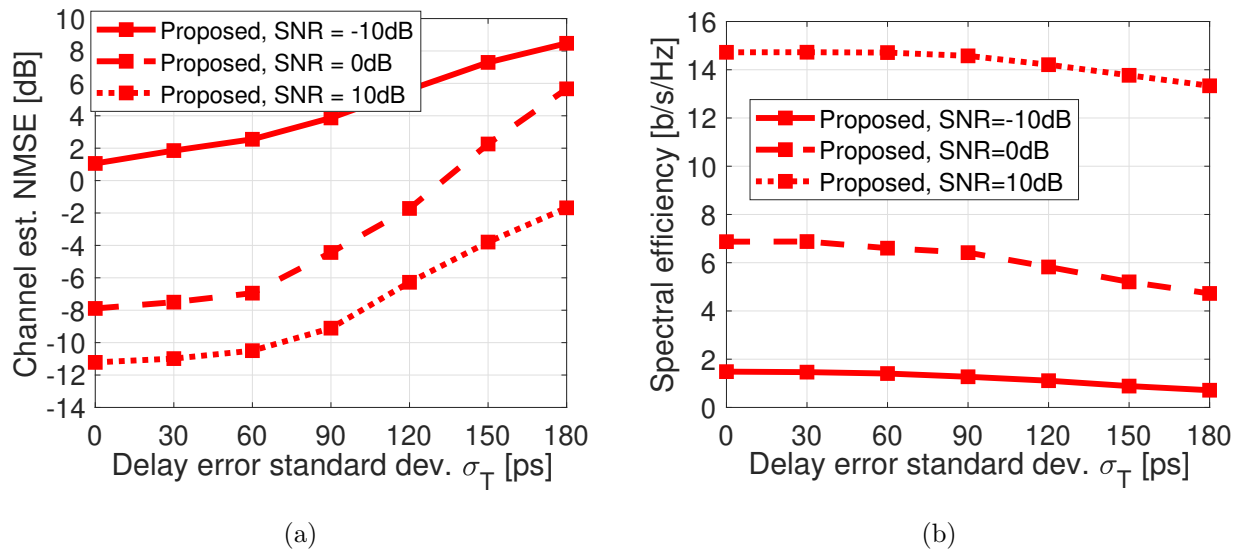 Channel est. NMSE [dB]
10
8
6
4
2
0
-2
-4
-6
-8
-10
-12
-14
Proposed, SNR = -10dB
Proposed, SNR = 0dB
Proposed, SNR = 10dB
0 30 60 90 120 150 180
Delay error standard dev. σ_T [ps]
(a)
Spectral efficiency [b/s/Hz]
16
14
12
10
8
6
4
2
0
Proposed, SNR=-10dB
Proposed, SNR=0dB
Proposed, SNR=10dB
0 30 60 90 120 150 180
Delay error standard dev. σ_T [ps]
(b)